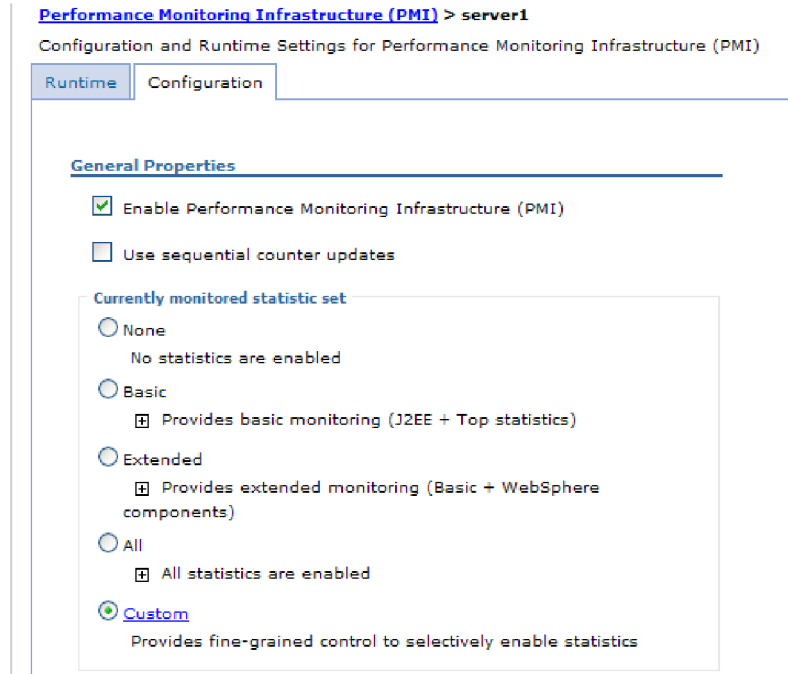 Performance Monitoring Infrastructure (PMI) > server1
Configuration and Runtime Settings for Performance Monitoring Infrastructure (PMI)
Runtime Configuration
General Properties
Enable Performance Monitoring Infrastructure (PMI)
Use sequential counter updates
Currently monitored statistic set
None
No statistics are enabled
Basic
Provides basic monitoring (J2EE + Top statistics)
Extended
Provides extended monitoring (Basic + WebSphere
components)
All
All statistics are enabled
Custom
Provides fine-grained control to selectively enable statistics